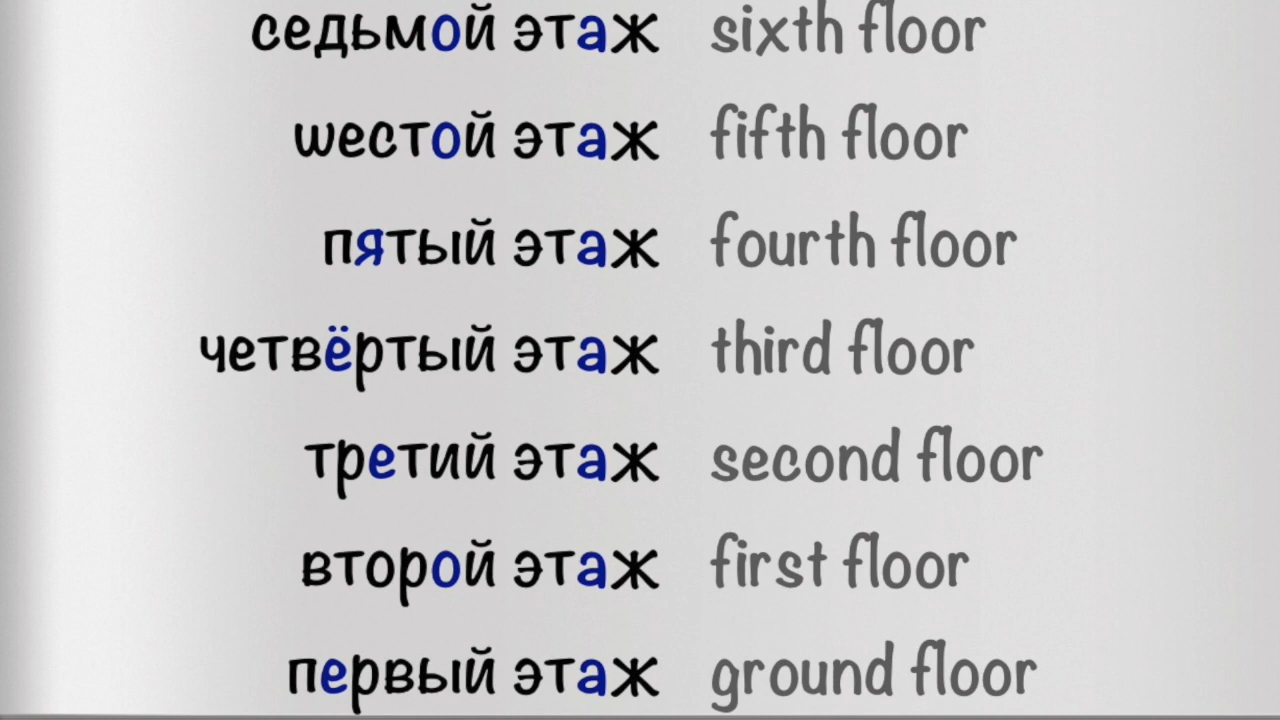 седьмой этаж sixth floor
шестой этаж fifth floor
пятый этаж fourth floor
четвёртый этаж third floor
третий этаж second floor
второй этаж first floor
первый этаж ground floor